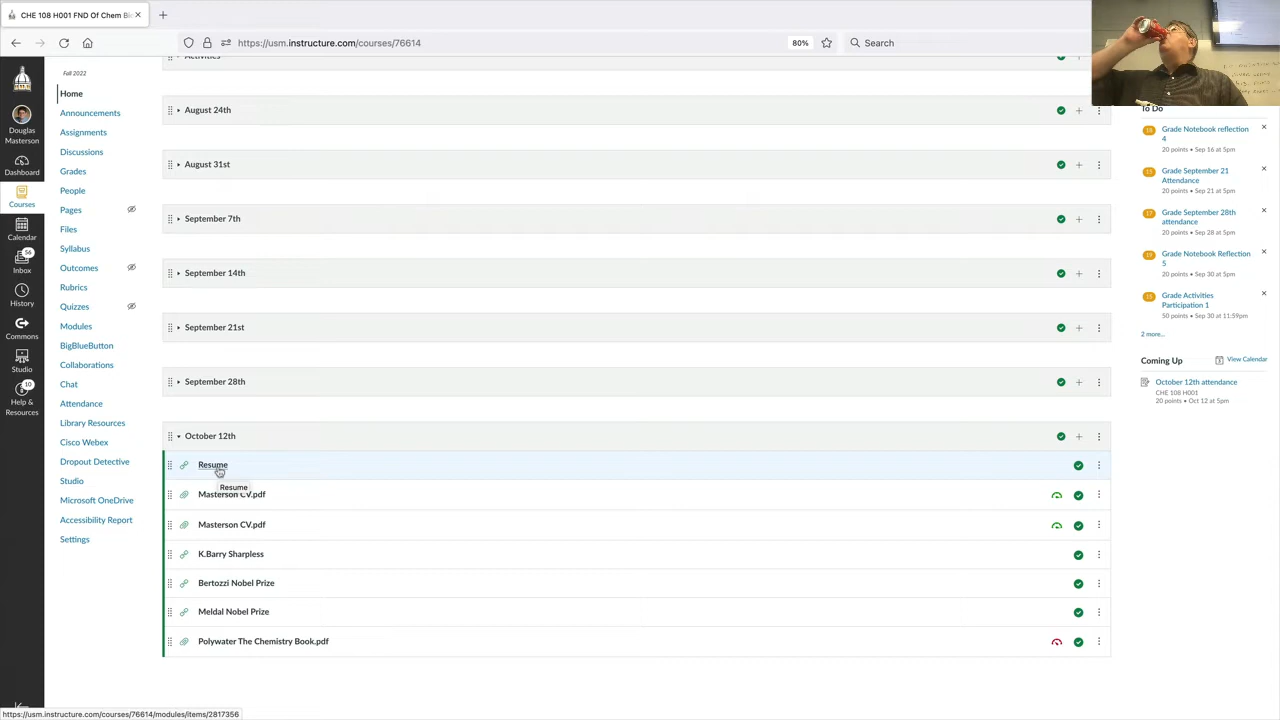 CHE 108 H001 FND Of Chem Bi
https://usm.instructure.com/courses/76614
80%
Search
Fall 2022
Home
Announcements
Assignments
Discussions
Grades
People
Pages
Files
Syllabus
Outcomes
Rubrics
Quizzes
Modules
BigBlueButton
Collaborations
Chat
Attendance
Library Resources
Cisco Webex
Dropout Detective
Studio
Microsoft OneDrive
Accessibility Report
Settings
Douglas
Masterson
Dashboard
Courses
Calendar
56
Inbox
History
Commons
Studio
10
Help &
Resources
Activities
August 24th
August 31st
September 7th
September 14th
September 21st
September 28th
October 12th
Resume
Resume
Masterson CV.pdf
Masterson CV.pdf
K.Barry Sharpless
Bertozzi Nobel Prize
Meldal Nobel Prize
Polywater The Chemistry Book.pdf
To Do
Grade Notebook reflection
4
20 points • Sep 16 at 5pm
11
Grade September 21
Attendance
20 points • Sep 21 at 5pm
17
Grade September 28th
attendance
20 points • Sep 28 at 5pm
19
Grade Notebook Reflection
5
20 points • Sep 30 at 5pm
Grade Activities
Participation 1
50 points • Sep 30 at 11:59pm
2 more...
Coming Up
View Calendar
October 12th attendance
CHE 108 H001
20 points • Oct 12 at 5pm
https://usm.instructure.com/courses/76614/modules/items/2817356